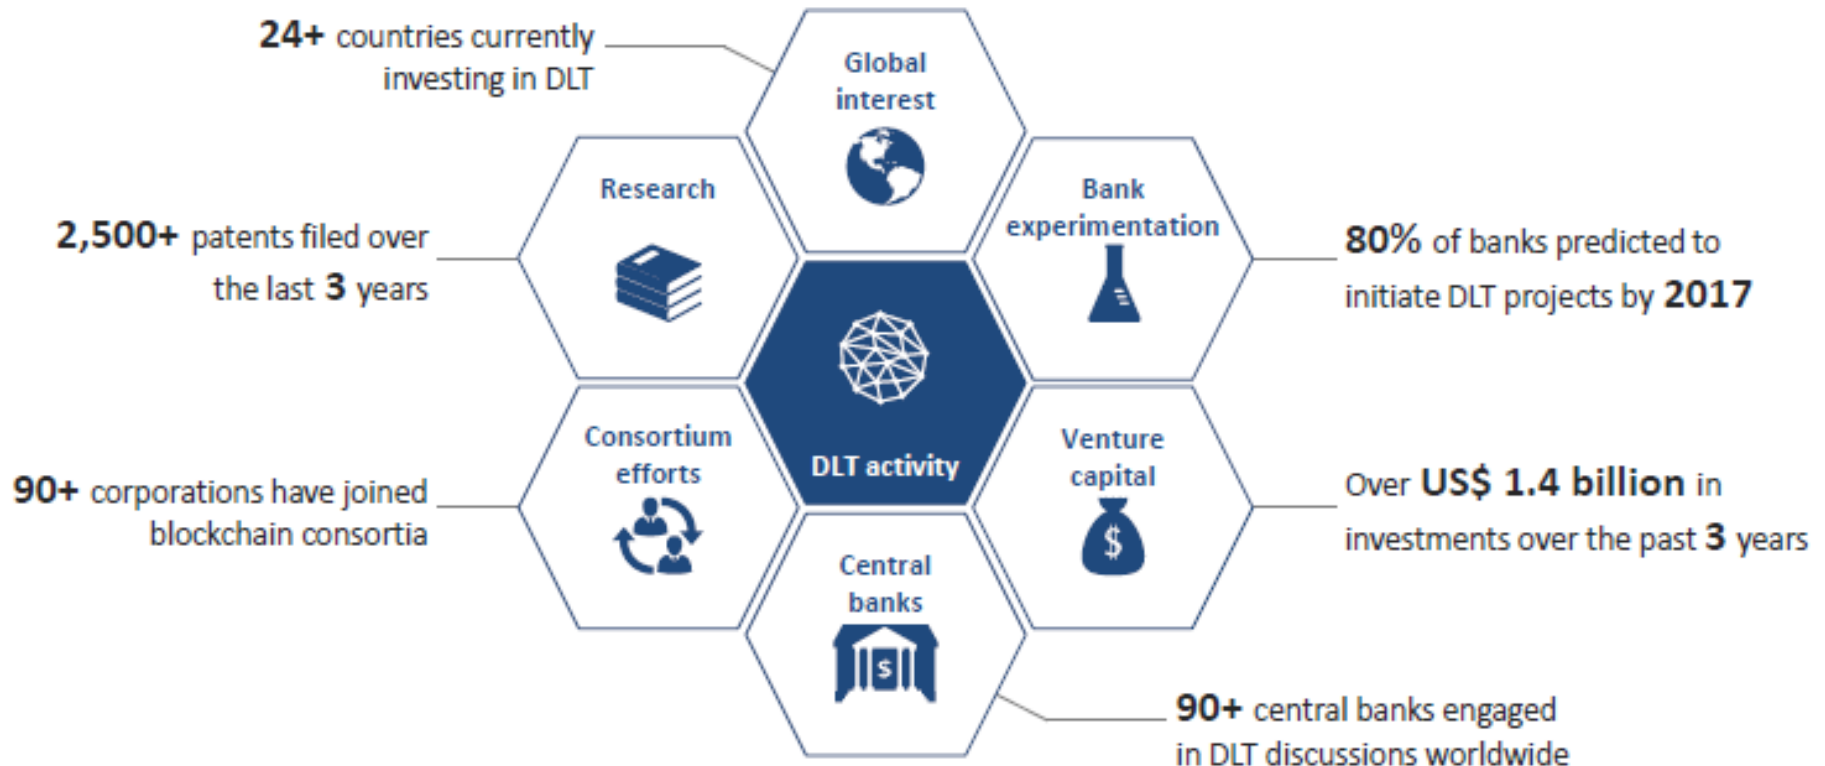 24+ countries currently
investing in DLT
Global
interest
Research
2,500+ patents filed over
the last 3 years
Bank
experimentation
80% of banks predicted to
initiate DLT projects by 2017
DLT activity
Consortium
efforts
90+ corporations have joined
blockchain consortia
Venture
capital
$
Over US$ 1.4 billion in
investments over the past 3 years
Central
banks
$
90+ central banks engaged
in DLT discussions worldwide